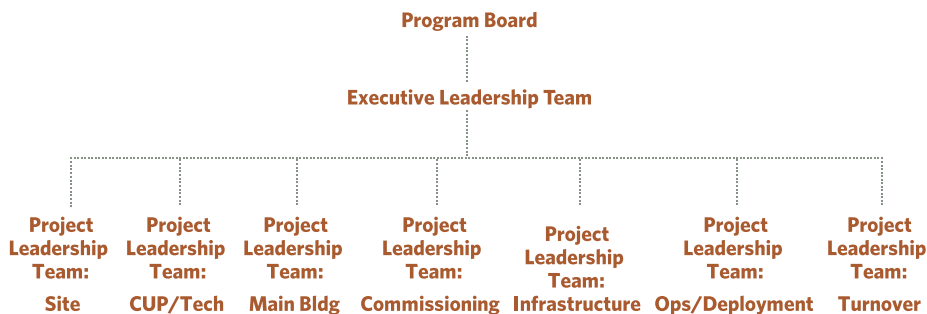 Program Board
Executive Leadership Team
Project
Leadership
Team:
Site
Project
Leadership
Team:
CUP/Tech
Project
Leadership
Team:
Main Bldg
Project
Leadership
Team:
Commissioning
Project
Leadership
Team:
Infrastructure
Project
Leadership
Team:
Ops/Deployment
Project
Leadership
Team:
Turnover